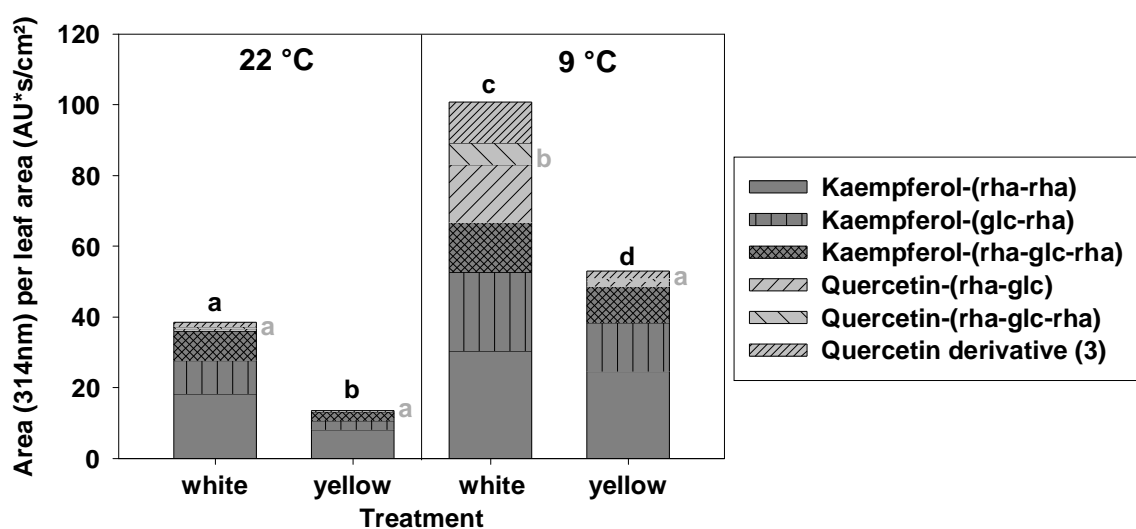 Area (314nm) per leaf area (AU*s/cm²)
120
100
80
60
40
20
0
22 °C
9 °C
a
a
b
a
c
b
d
a
white
yellow
white
yellow
Treatment
Kaempferol-(rha-rha)
Kaempferol-(glc-rha)
Kaempferol-(rha-glc-rha)
Quercetin-(rha-glc)
Quercetin-(rha-glc-rha)
Quercetin derivative (3)